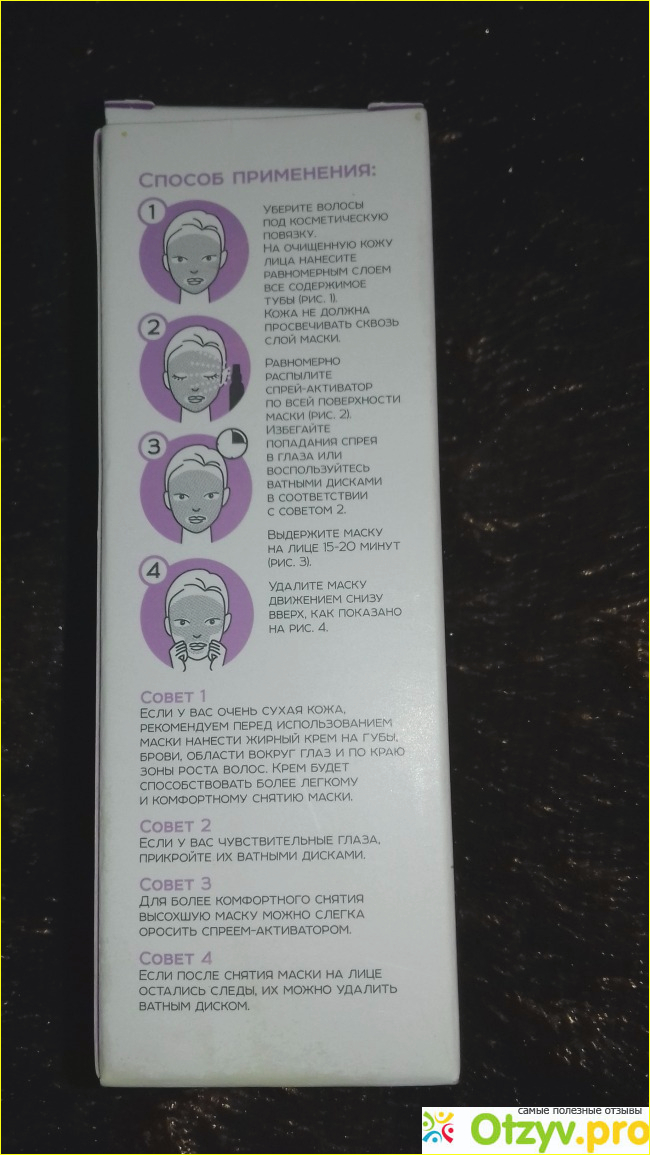 Способ применения:
1
Уберите волосы
под косметическую
повязку.
На очищенную кожу
лица нанесите
равномерным слоем
все содержимое
тубы (рис. 1).
Кожа не должна
просвечивать сквозь
слой маски.
2
Равномерно
распылите
спрей-активатор
по всей поверхности
маски (рис. 2).
Избегайте
попадания спрея
в глаза или
воспользуйтесь
ватными дисками
в соответствии
с советом 2.
3
Выдержите маску
на лице 15-20 минут
(рис. 3).
4
Удалите маску
движением снизу
вверх, как показано
на рис. 4.
Совет 1
Если у вас очень сухая кожа,
рекомендуем перед использованием
маски нанести жирный крем на губы,
брови, области вокруг глаз и по краю
зоны роста волос. Крем будет
способствовать более легкому
и комфортному снятию маски.
Совет 2
Если у вас чувствительные глаза,
прикройте их ватными дисками.
Совет 3
Для более комфортного снятия
высохшую маску можно слегка
оросить спреем-активатором.
Совет 4
Если после снятия маски на лице
остались следы, их можно удалить
ватным диском.
самые полезные отзывы
Otzyv.pro